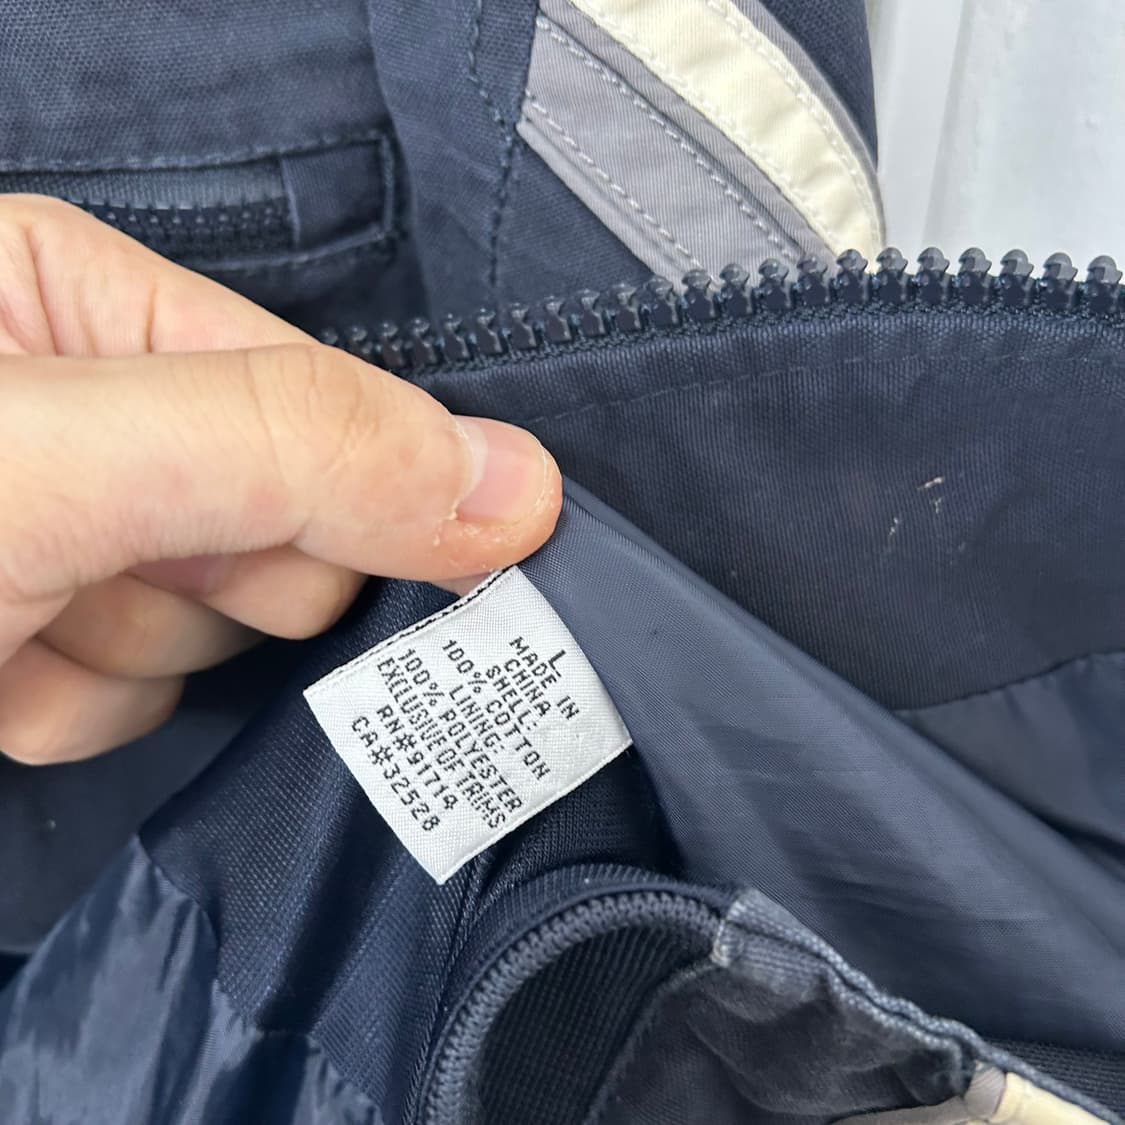 L
MADE IN
CHINA
SHELL:
100% COTTON
LINING:
100% POLYESTER
EXCLUSIVE OF TRIMS
RN#91714
CA#32528